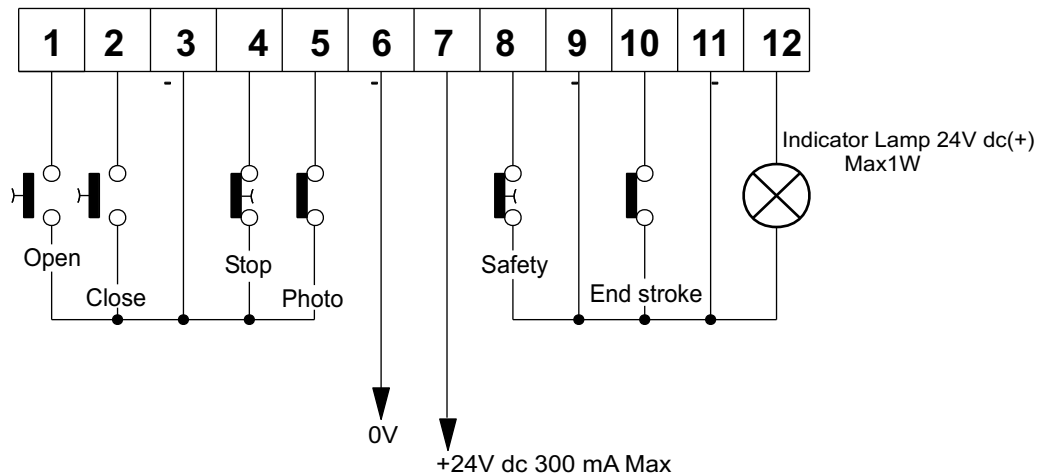 1 2 3 4 5 6 7 8 9 10 11 12
- - - -
Indicator Lamp 24V dc(+)
Max1W
Open
Stop
Safety
Close
Photo
End stroke
0V
+24V dc 300 mA Max